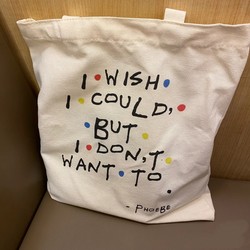 I • WISH •
I • COULD, •
• BUT •
I • DON,T •
WANT • TO
.
- PHOEBE